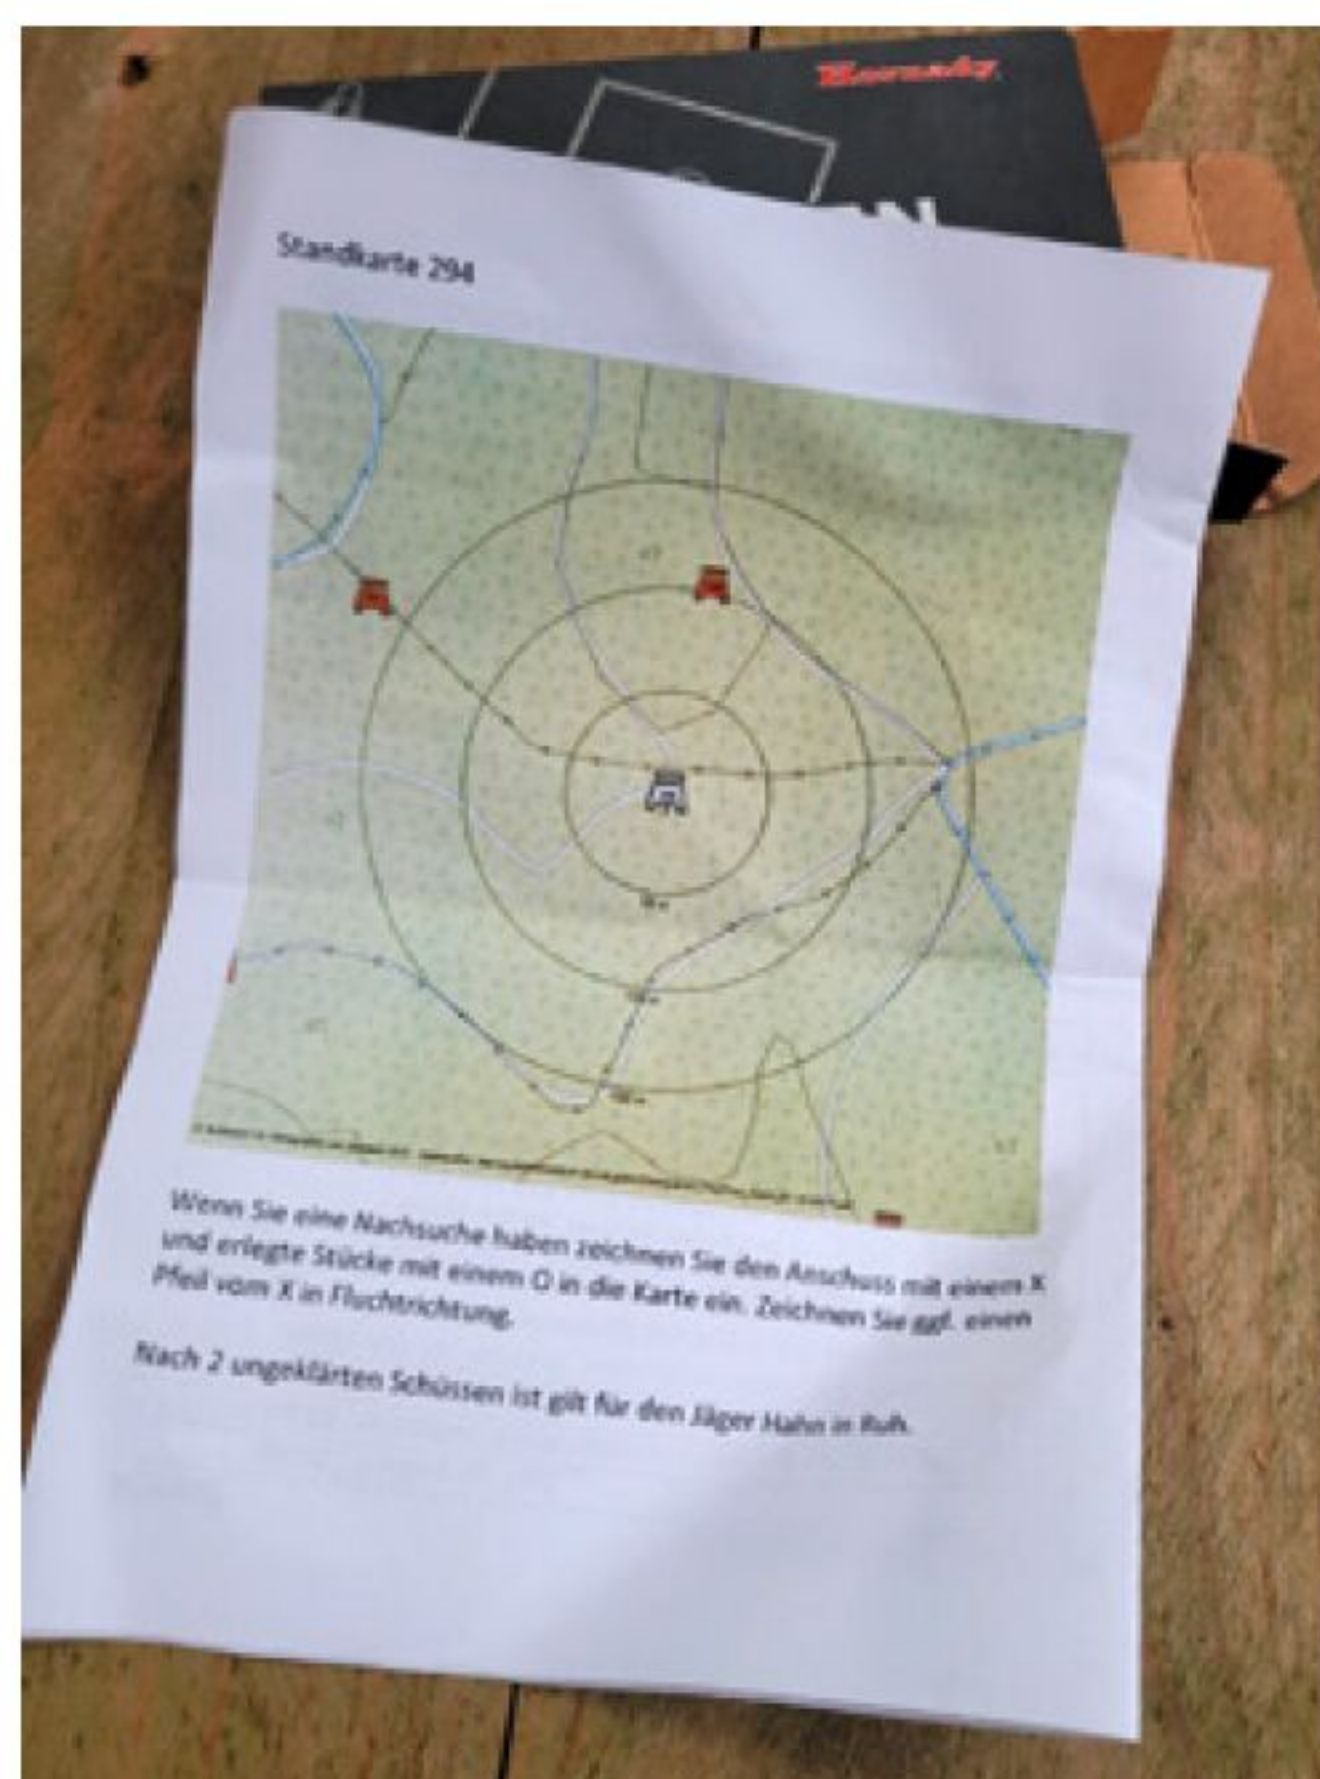 Hornady
Standkarte 294
Wenn Sie eine Nachsuche haben zeichnen Sie den Anschuss mit einem X
und erlegte Stücke mit einem O in die Karte ein. Zeichnen Sie ggf. einen
Pfeil vom X in Fluchtrichtung.
Nach 2 ungeklärten Schüssen ist gilt für den Jäger Hahn in Ruh.